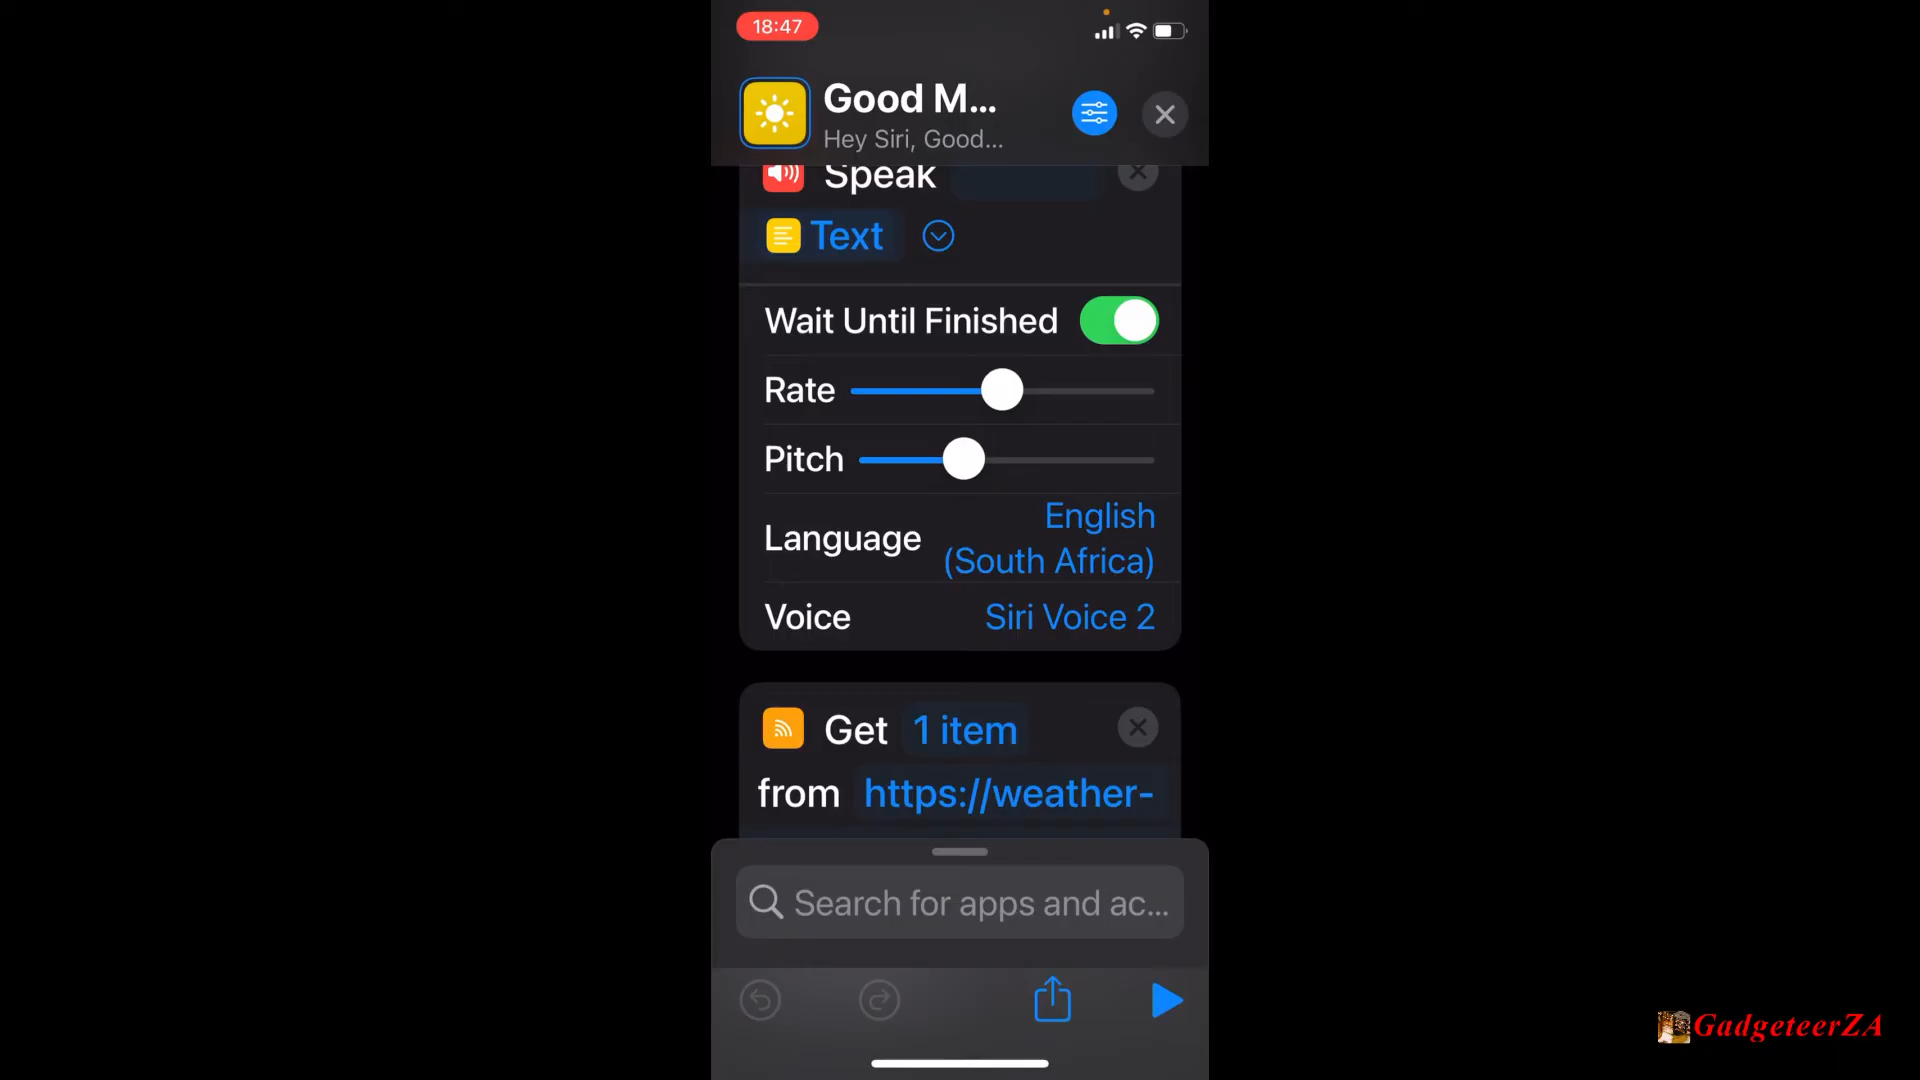 18:47
Good M...
Hey Siri, Good...
Speak
Text
Wait Until Finished
Rate
Pitch
Language
English
(South Africa)
Voice
Siri Voice 2
Get 1 item
from https://weather-
Search for apps and ac...
GadgeteerZA